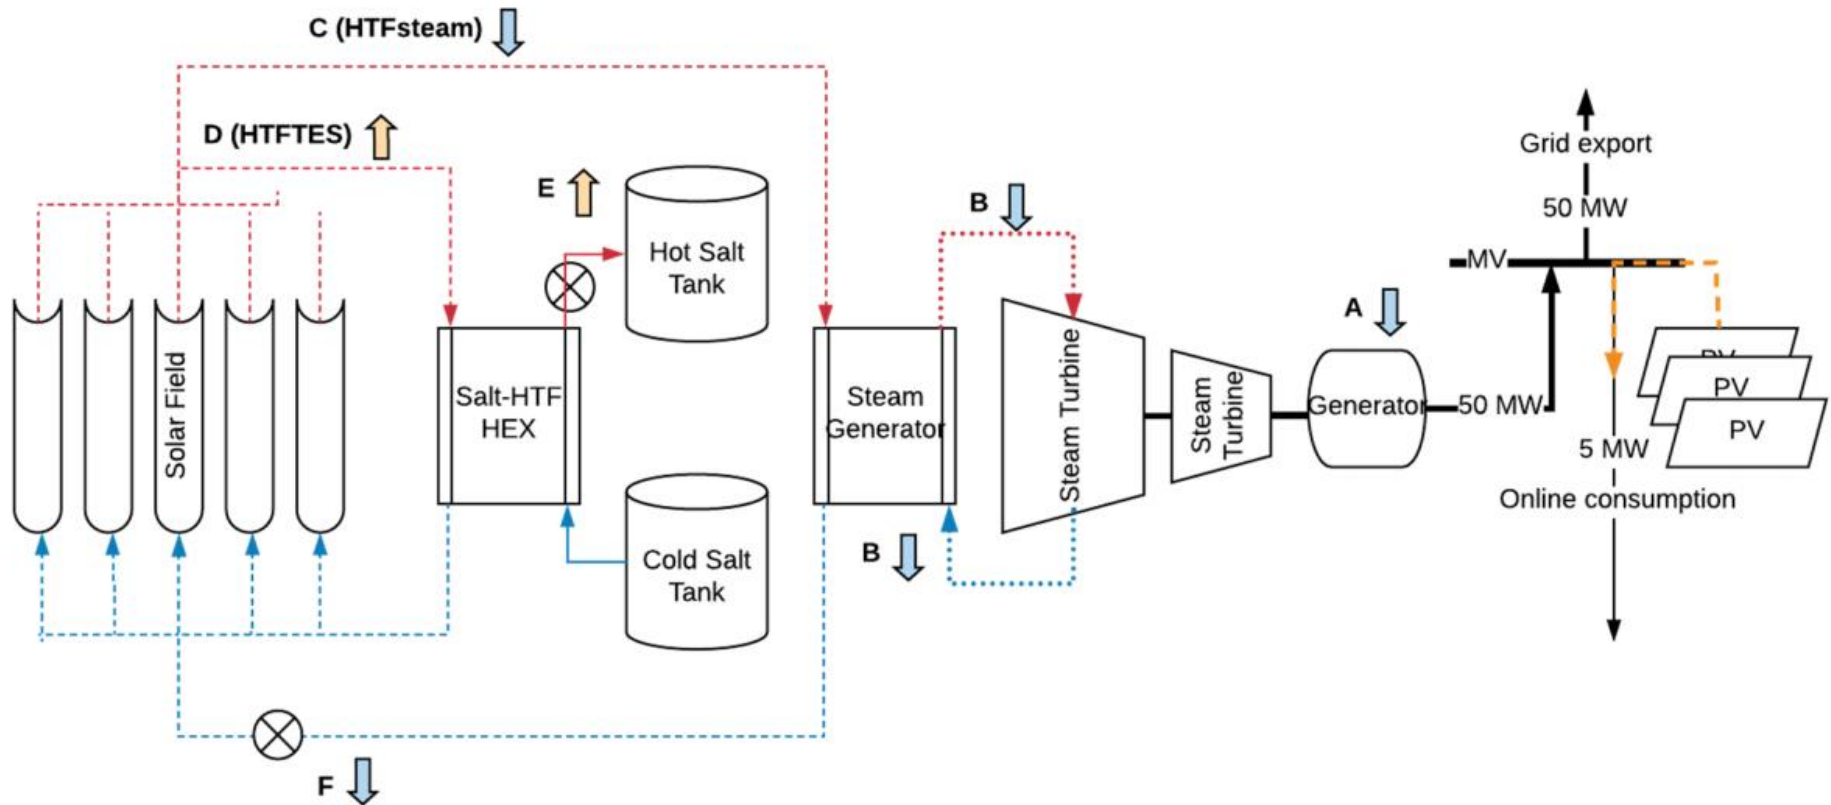 C (HTFsteam)
D (HTFTES)
E
Hot Salt
Tank
B
Grid export
50 MW
MV
A
Solar Field
Salt-HTF
HEX
Steam
Generator
Steam Turbine
Steam
Turbine
Generator
50 MW
PV
PV
PV
5 MW
Online consumption
Cold Salt
Tank
B
F